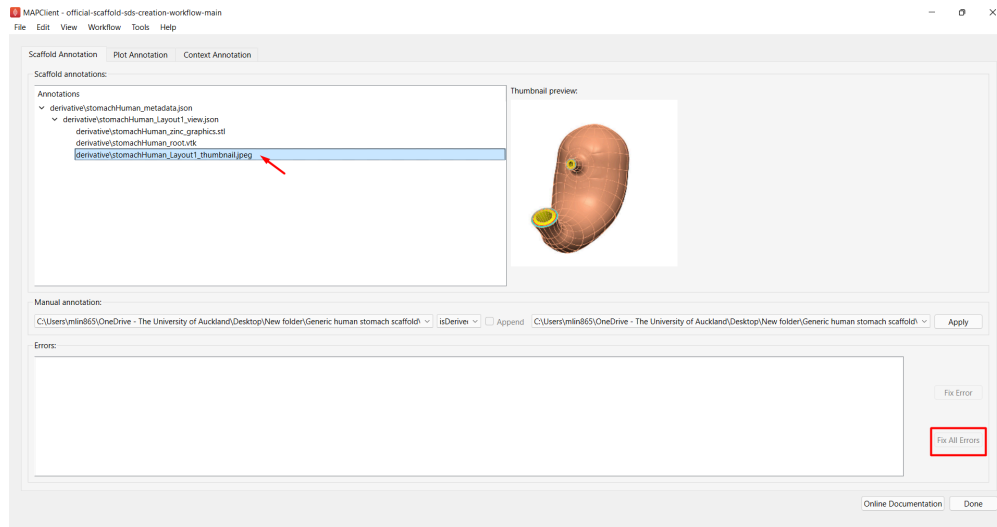 MAPClient - official-scaffold-sds-creation-workflow-main
File Edit View Workflow Tools Help
Scaffold Annotation Plot Annotation Context Annotation
Scaffold annotations:
Annotations
derivative\stomachHuman_metadata.json
derivative\stomachHuman_Layout1_view.json
derivative\stomachHuman_zinc_graphics.stl
derivative\stomachHuman_root.vtk
derivative\stomachHuman_Layout1_thumbnail.jpeg
Thumbnail preview:
Manual annotation:
C:\Users\mlin865\OneDrive - The University of Auckland\Desktop\New folder\Generic human stomach scaffold\ isDerive Append C:\Users\mlin865\OneDrive - The University of Auckland\Desktop\New folder\Generic human stomach scaffold\ Apply
Errors:
Fix Error
Fix All Errors
Online Documentation Done